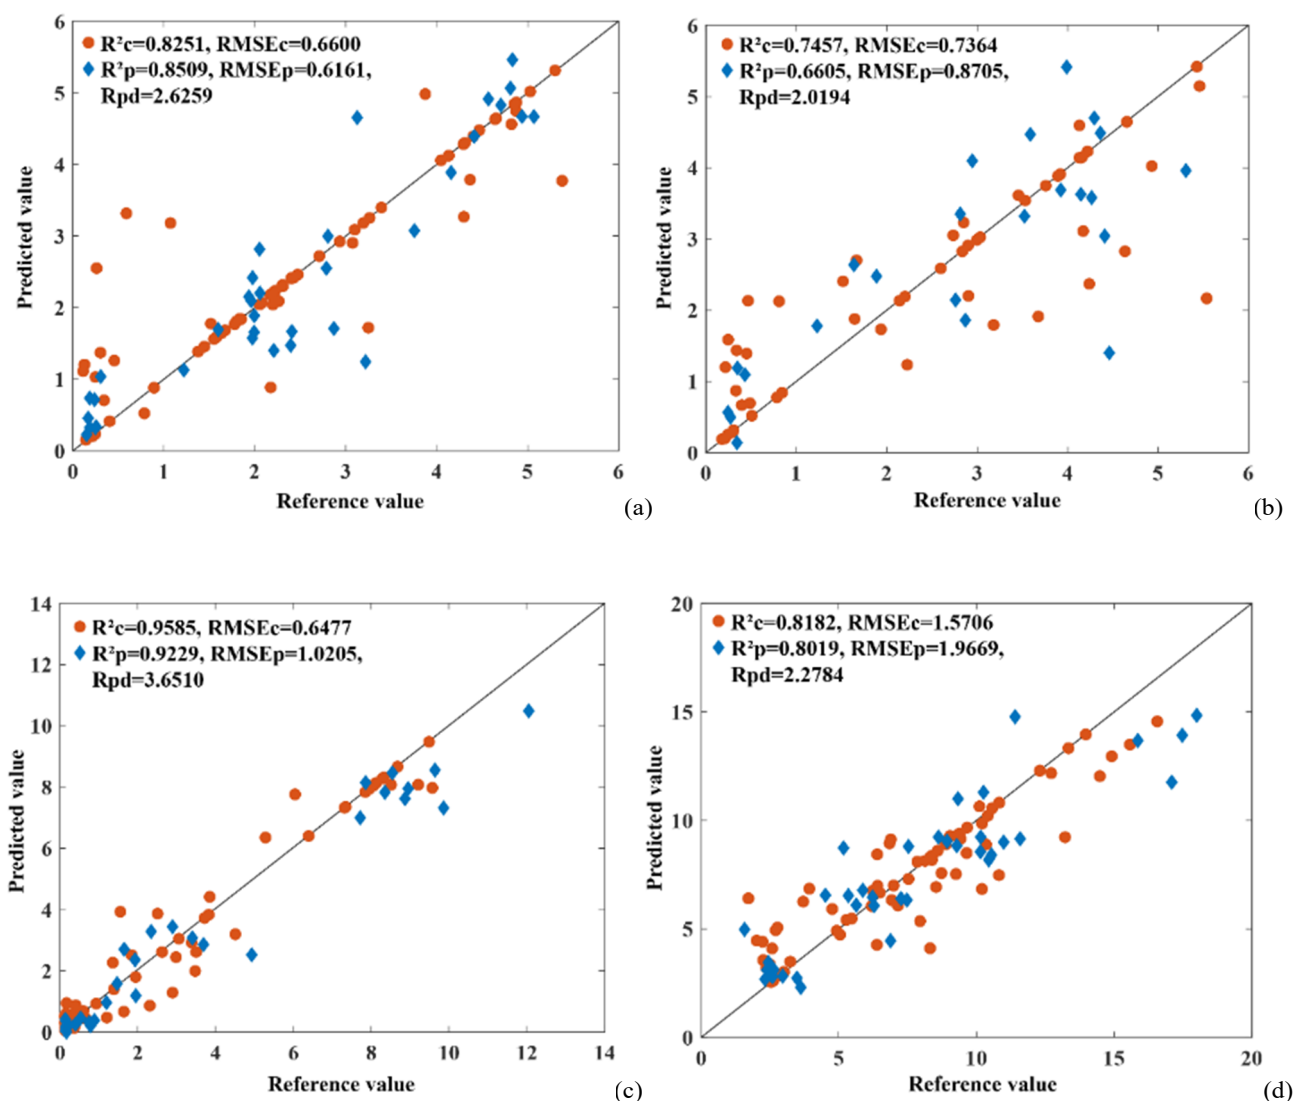 R²c=0.8251, RMSEc=0.6600
R²p=0.8509, RMSEp=0.6161,
Rpd=2.6259
6
5
4
3
2
1
0
Predicted value
0 1 2 3 4 5 6
Reference value
(a)
R²c=0.7457, RMSEc=0.7364
R²p=0.6605, RMSEp=0.8705,
Rpd=2.0194
6
5
4
3
2
1
0
Predicted value
0 1 2 3 4 5 6
Reference value
(b)
R²c=0.9585, RMSEc=0.6477
R²p=0.9229, RMSEp=1.0205,
Rpd=3.6510
14
12
10
8
6
4
2
0
Predicted value
0 2 4 6 8 10 12 14
Reference value
(c)
R²c=0.8182, RMSEc=1.5706
R²p=0.8019, RMSEp=1.9669,
Rpd=2.2784
20
15
10
5
0
Predicted value
0 5 10 15 20
Reference value
(d)